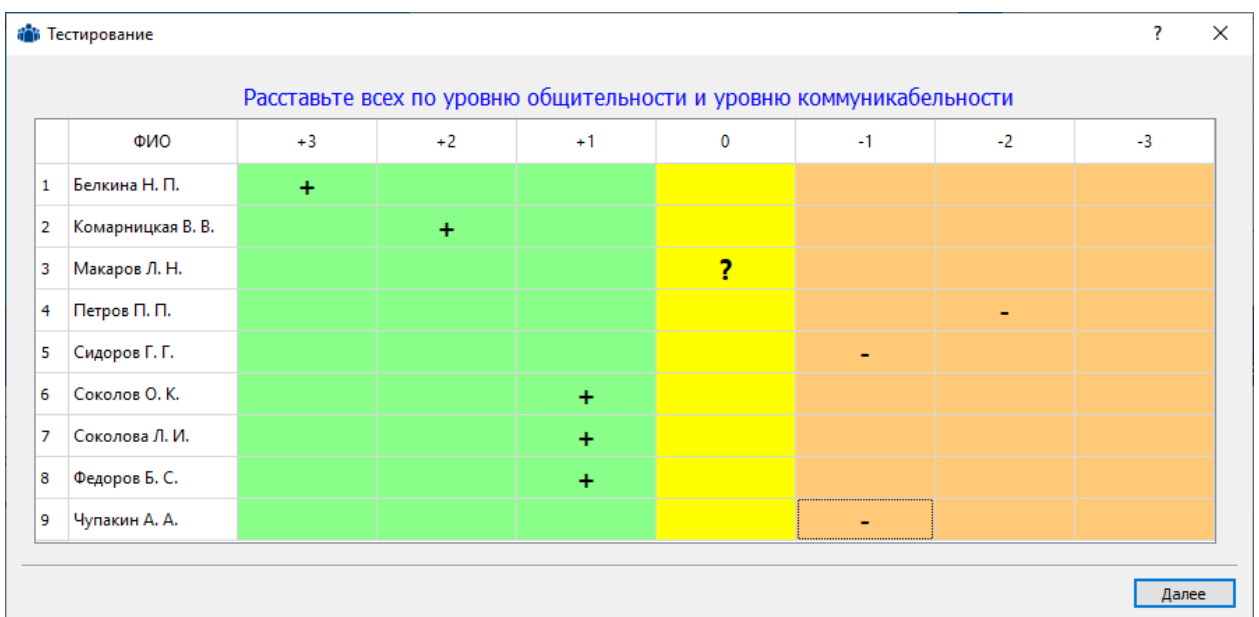 Тестирование ?
Расставьте всех по уровню общительности и уровню коммуникабельности
ФИО +3 +2 +1 0 -1 -2 -3
1 Белкина Н. П. +
2 Комарницкая В. В. +
3 Макаров Л. Н. ?
4 Петров П. П. -
5 Сидоров Г. Г. -
6 Соколов О. К. +
7 Соколова Л. И. +
8 Федоров Б. С. +
9 Чупакин А. А. -
Далее